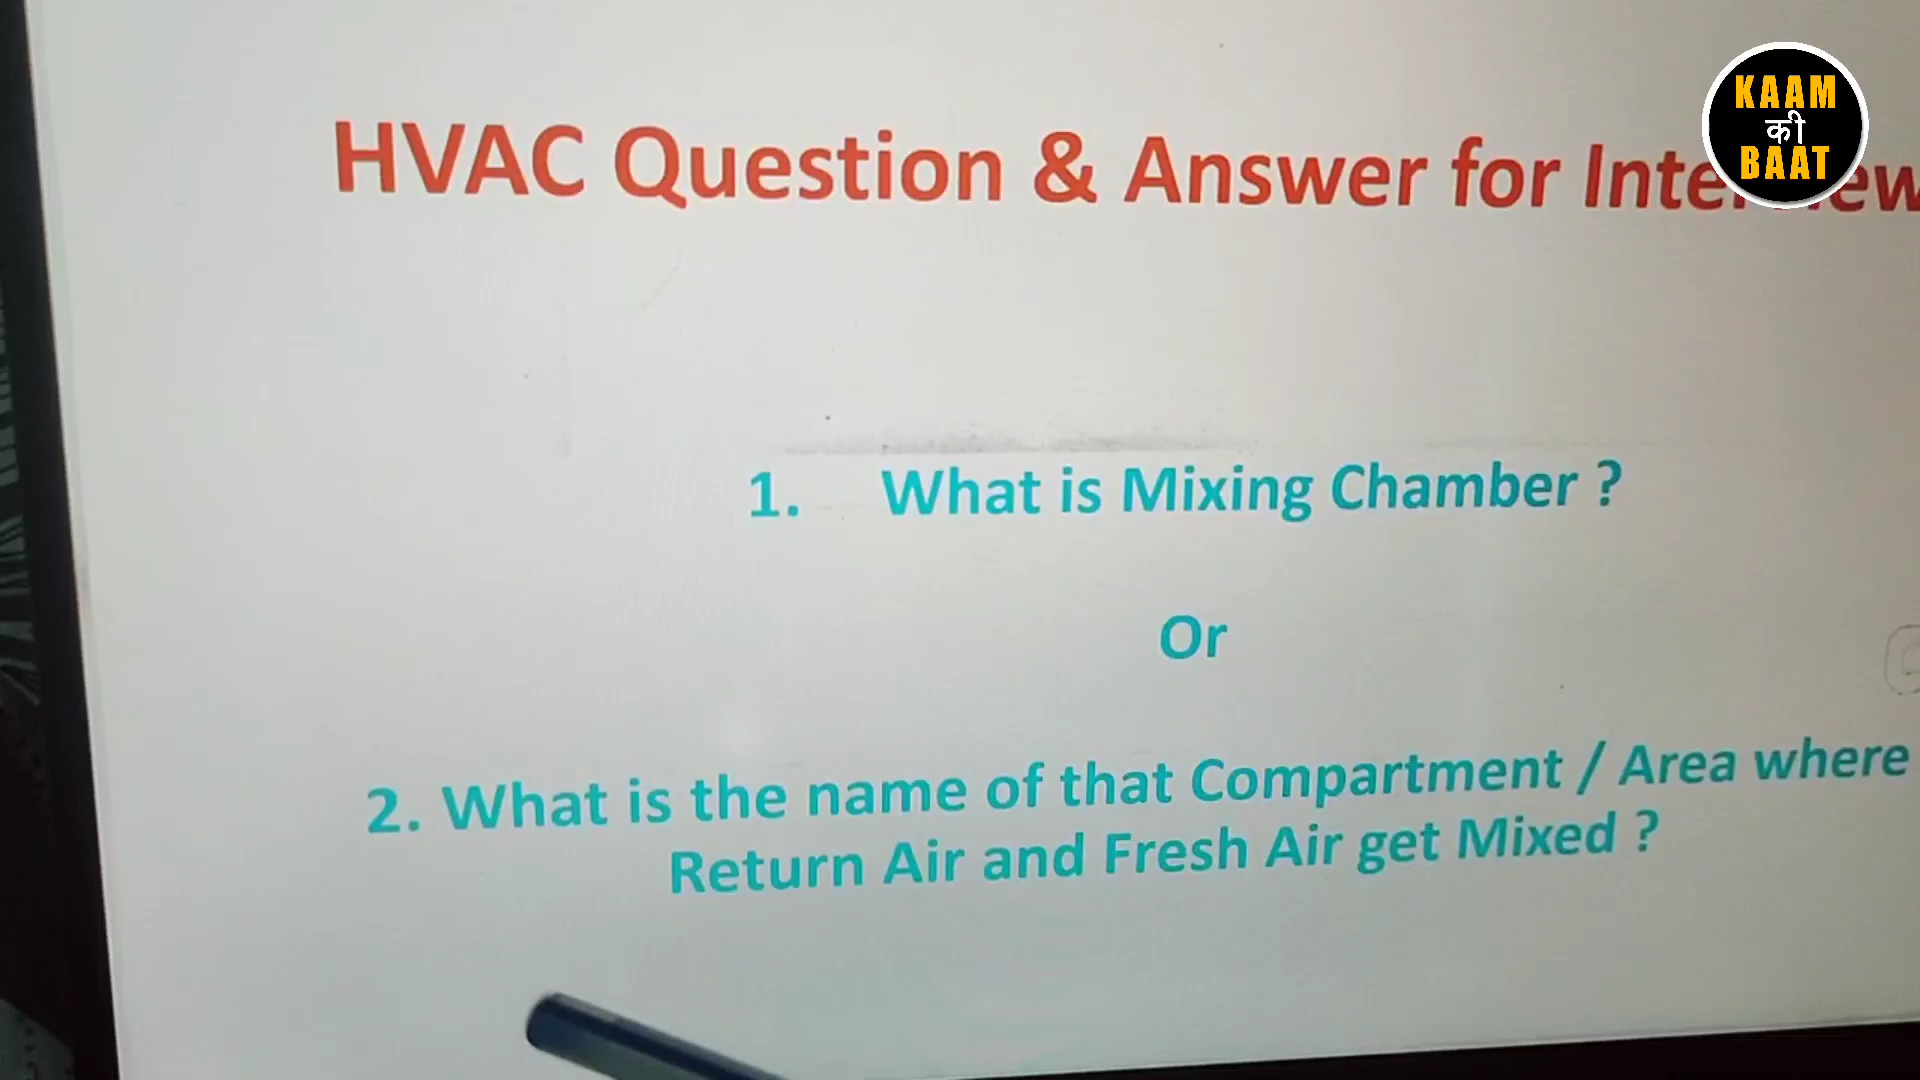 HVAC Question & Answer for
KAAM
की
BAAT
1. What is Mixing Chamber ?
Or
2. What is the name of that Compartment / Area where
Return Air and Fresh Air get Mixed ?